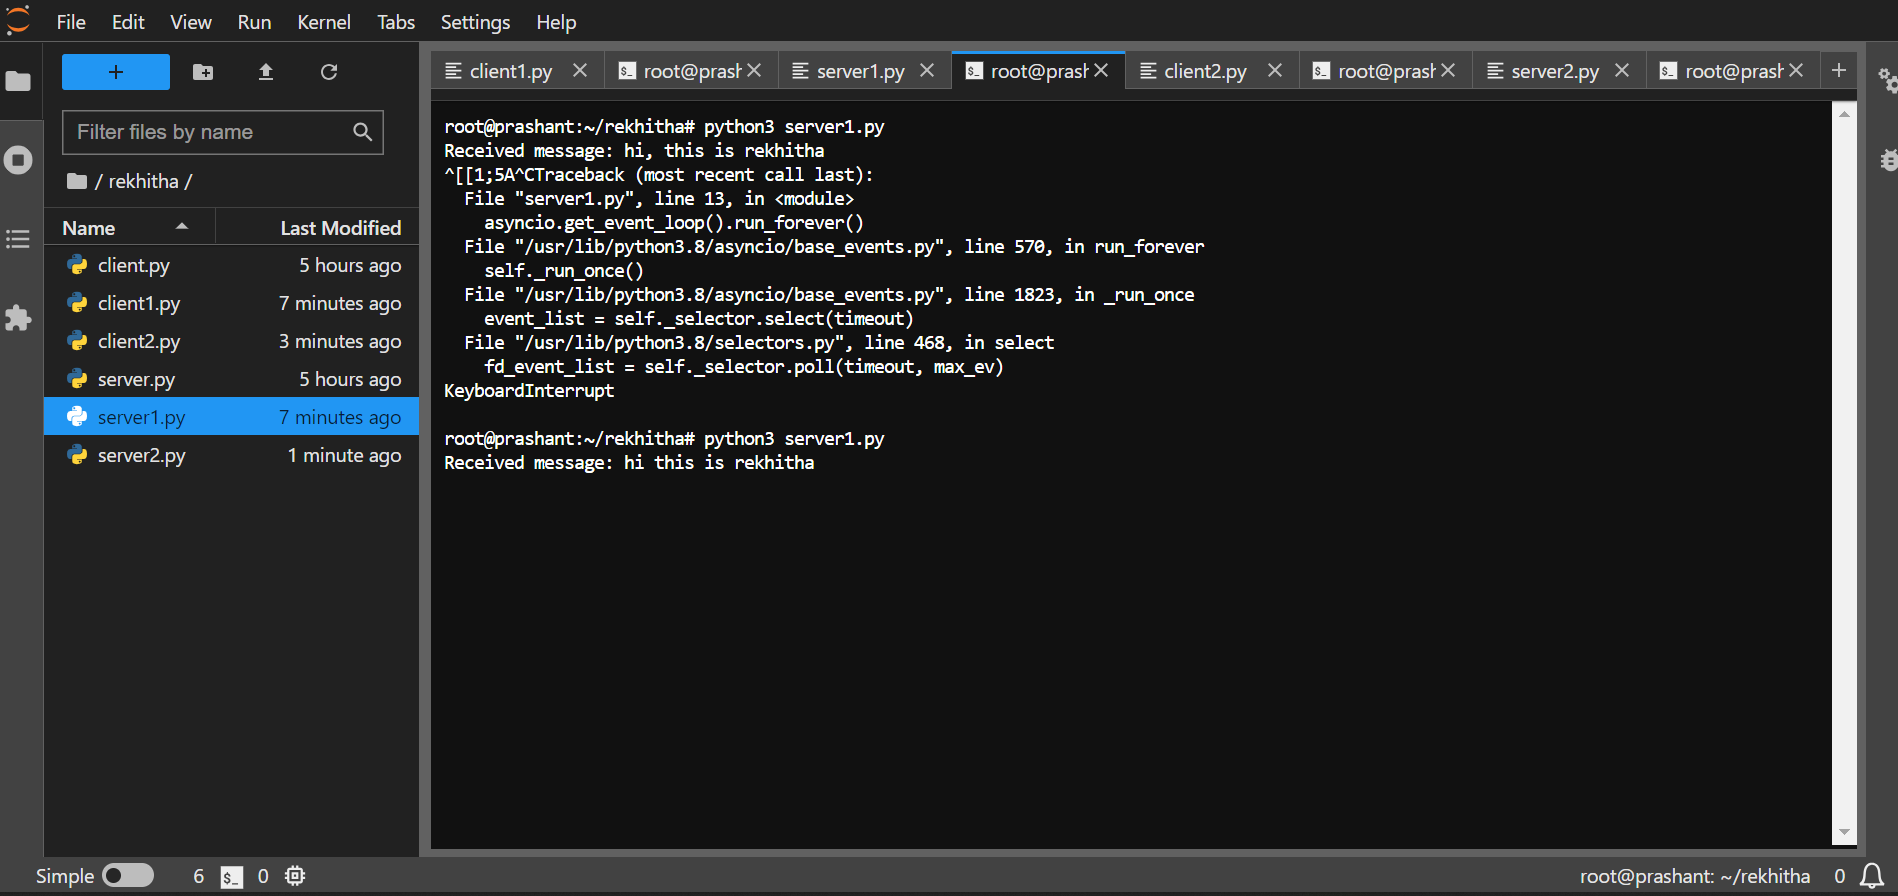 File Edit View Run Kernel Tabs Settings Help
client1.py root@prash server1.py root@prash client2.py root@prash server2.py root@prash
Filter files by name
/ rekhitha /
Name Last Modified
client.py 5 hours ago
client1.py 7 minutes ago
client2.py 3 minutes ago
server.py 5 hours ago
server1.py 7 minutes ago
server2.py 1 minute ago
root@prashant:~/rekhitha# python3 server1.py
Received message: hi, this is rekhitha
^[[1;5A^CTraceback (most recent call last):
  File "server1.py", line 13, in <module>
    asyncio.get_event_loop().run_forever()
  File "/usr/lib/python3.8/asyncio/base_events.py", line 570, in run_forever
    self._run_once()
  File "/usr/lib/python3.8/asyncio/base_events.py", line 1823, in _run_once
    event_list = self._selector.select(timeout)
  File "/usr/lib/python3.8/selectors.py", line 468, in select
    fd_event_list = self._selector.poll(timeout, max_ev)
KeyboardInterrupt
root@prashant:~/rekhitha# python3 server1.py
Received message: hi this is rekhitha
Simple 6 $_ 0 root@prashant: ~/rekhitha 0